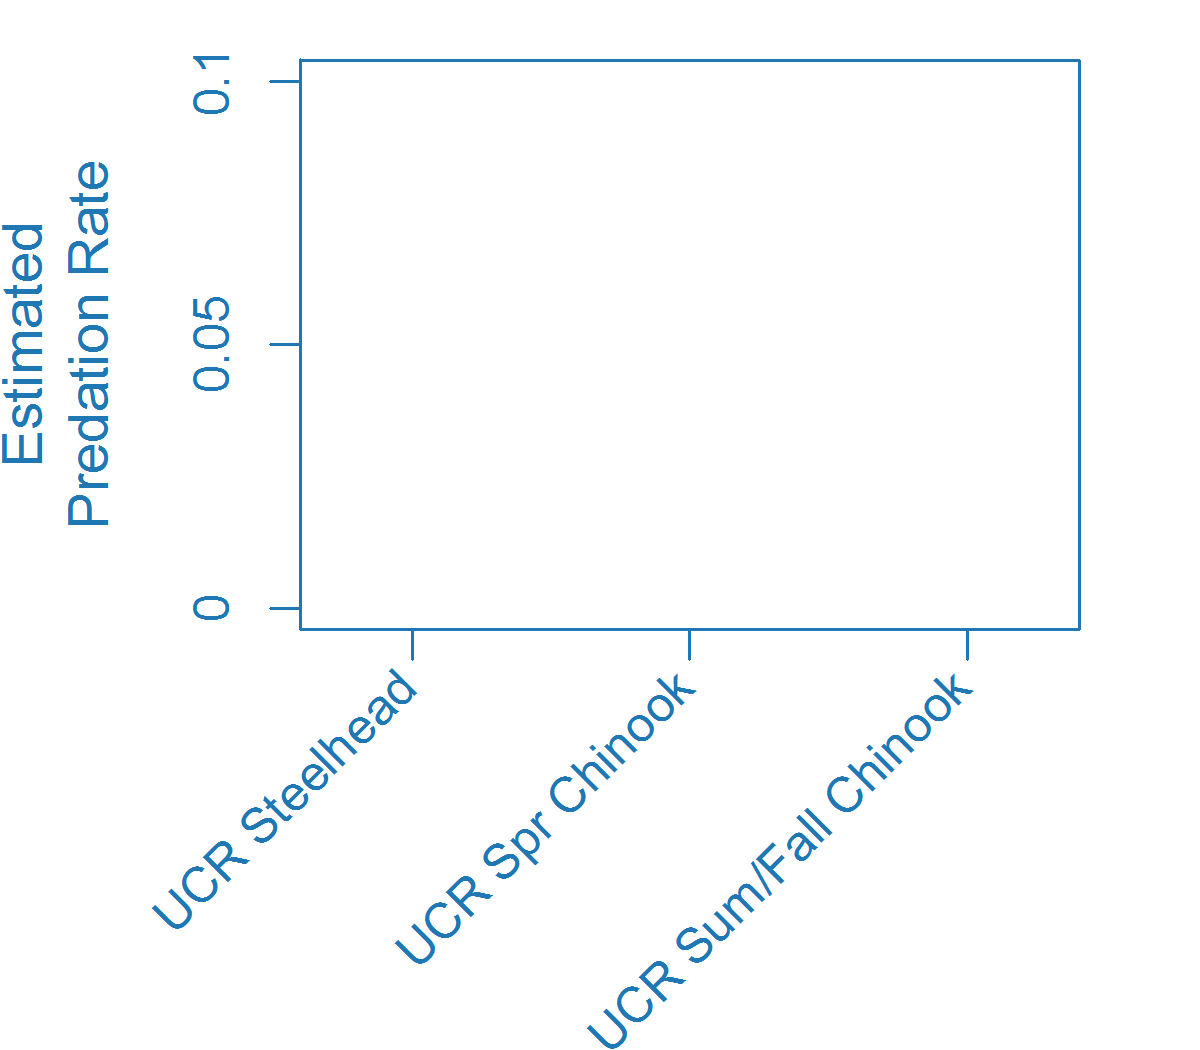 Estimated
Predation Rate
0.1
0.05
0
UCR Steelhead
UCR Spr Chinook
UCR Sum/Fall Chinook